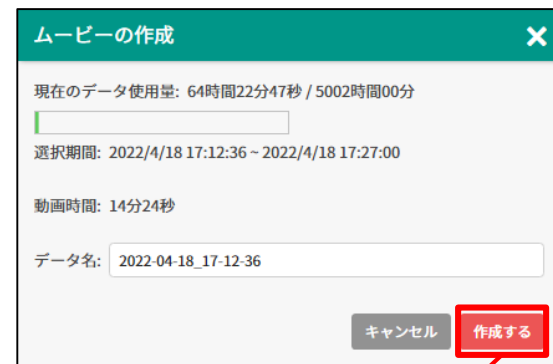 ムービーの作成
現在のデータ使用量: 64時間22分47秒 / 5002時間00分
選択期間: 2022/4/18 17:12:36 ~ 2022/4/18 17:27:00
動画時間: 14分24秒
データ名: 2022-04-18_17-12-36
キャンセル 作成する